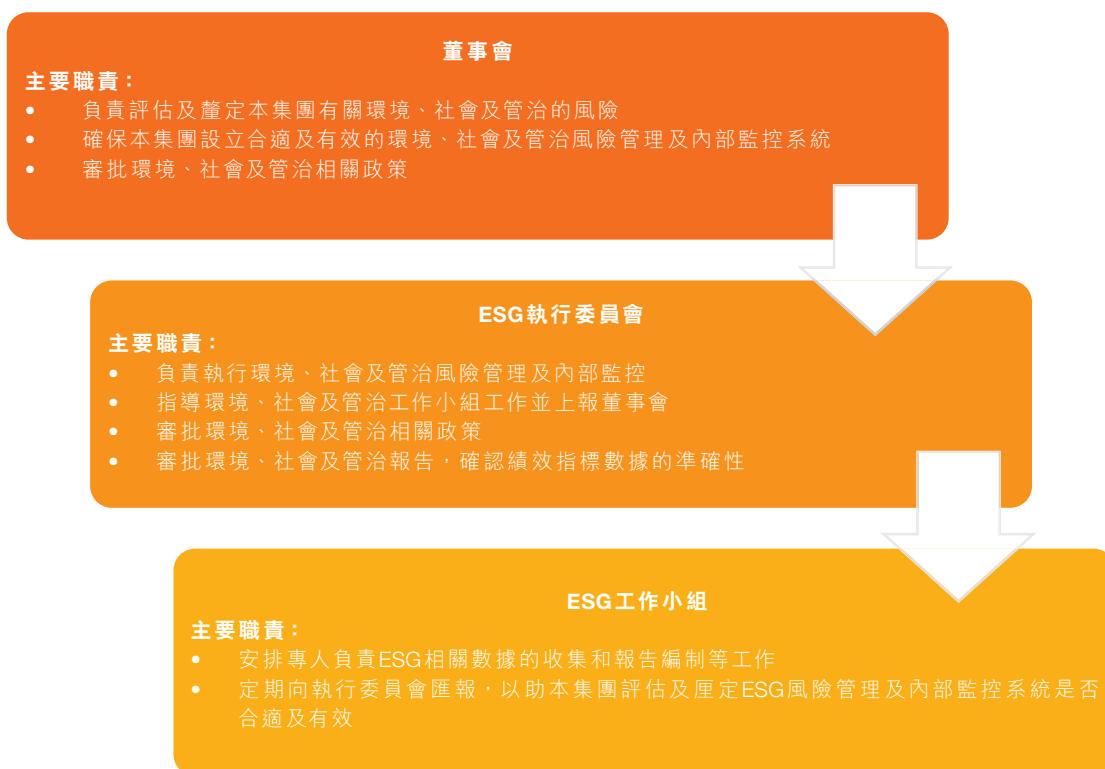 董事會
主要職責：
• 負責評估及釐定本集團有關環境、社會及管治的風險
• 確保本集團設立合適及有效的環境、社會及管治風險管理及內部監控系統
• 審批環境、社會及管治相關政策
ESG執行委員會
主要職責：
• 負責執行環境、社會及管治風險管理及內部監控
• 指導環境、社會及管治工作小組工作並上報董事會
• 審批環境、社會及管治相關政策
• 審批環境、社會及管治報告，確認績效指標數據的準確性
ESG工作小組
主要職責：
• 安排專人負責ESG相關數據的收集和報告編制等工作
• 定期向執行委員會匯報，以助本集團評估及厘定ESG風險管理及內部監控系統是否
合適及有效